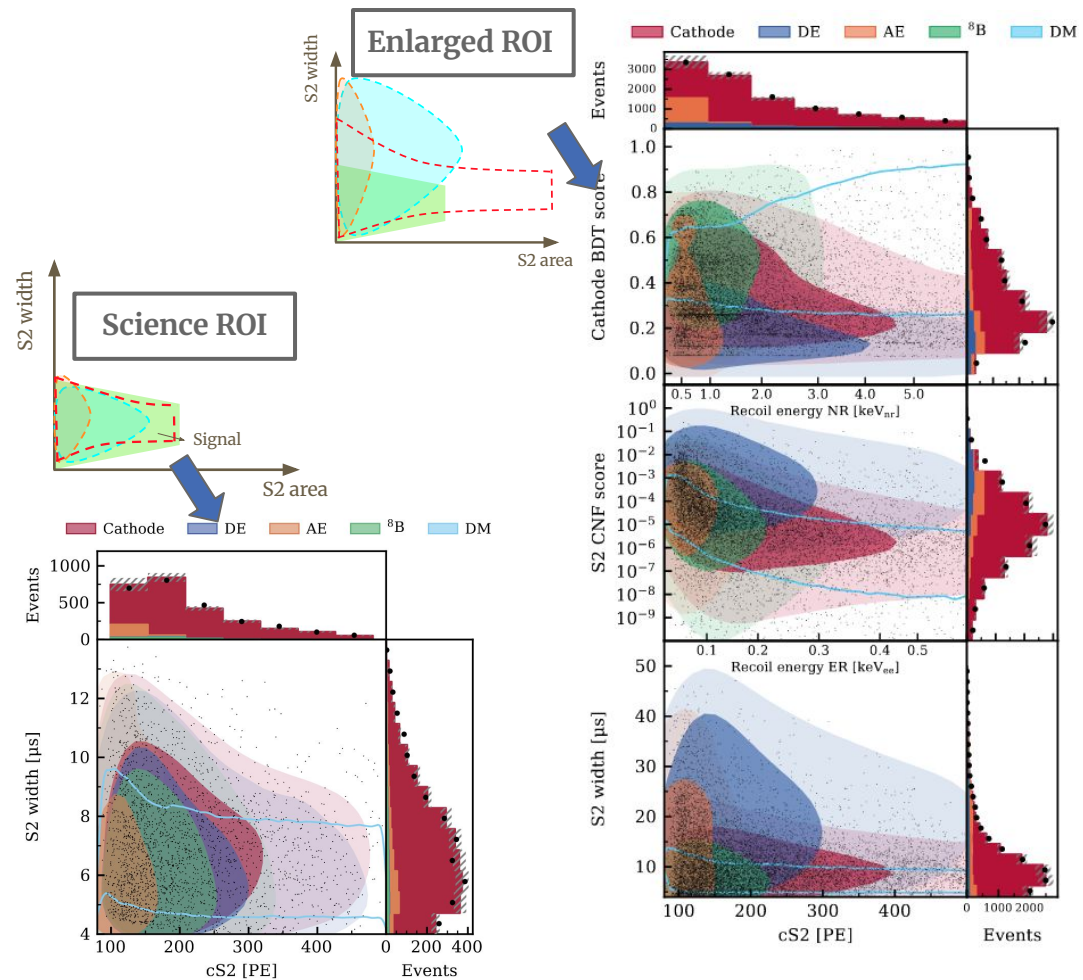 Enlarged ROI
S2 width
S2 area
Science ROI
S2 width
Signal
S2 area
Cathode DE AE ⁸B DM
Events
1000
500
0
S2 width [μs]
12
10
8
6
4
100 200 300 400 0 200 400
cS2 [PE] Events
Cathode DE AE ⁸B DM
Events
3000
2000
1000
0
Cathode BDT score
1.0
0.8
0.6
0.4
0.2
0.0
0.5 1.0 2.0 3.0 4.0 5.0
Recoil energy NR [keVₙᵣ]
S2 CNF score
10⁰
10⁻¹
10⁻²
10⁻³
10⁻⁴
10⁻⁵
10⁻⁶
10⁻⁷
10⁻⁸
10⁻⁹
0.1 0.2 0.3 0.4 0.5
Recoil energy ER [keVₑₑ]
S2 width [μs]
50
40
30
20
10
100 200 300 400 0 1000 2000
cS2 [PE] Events